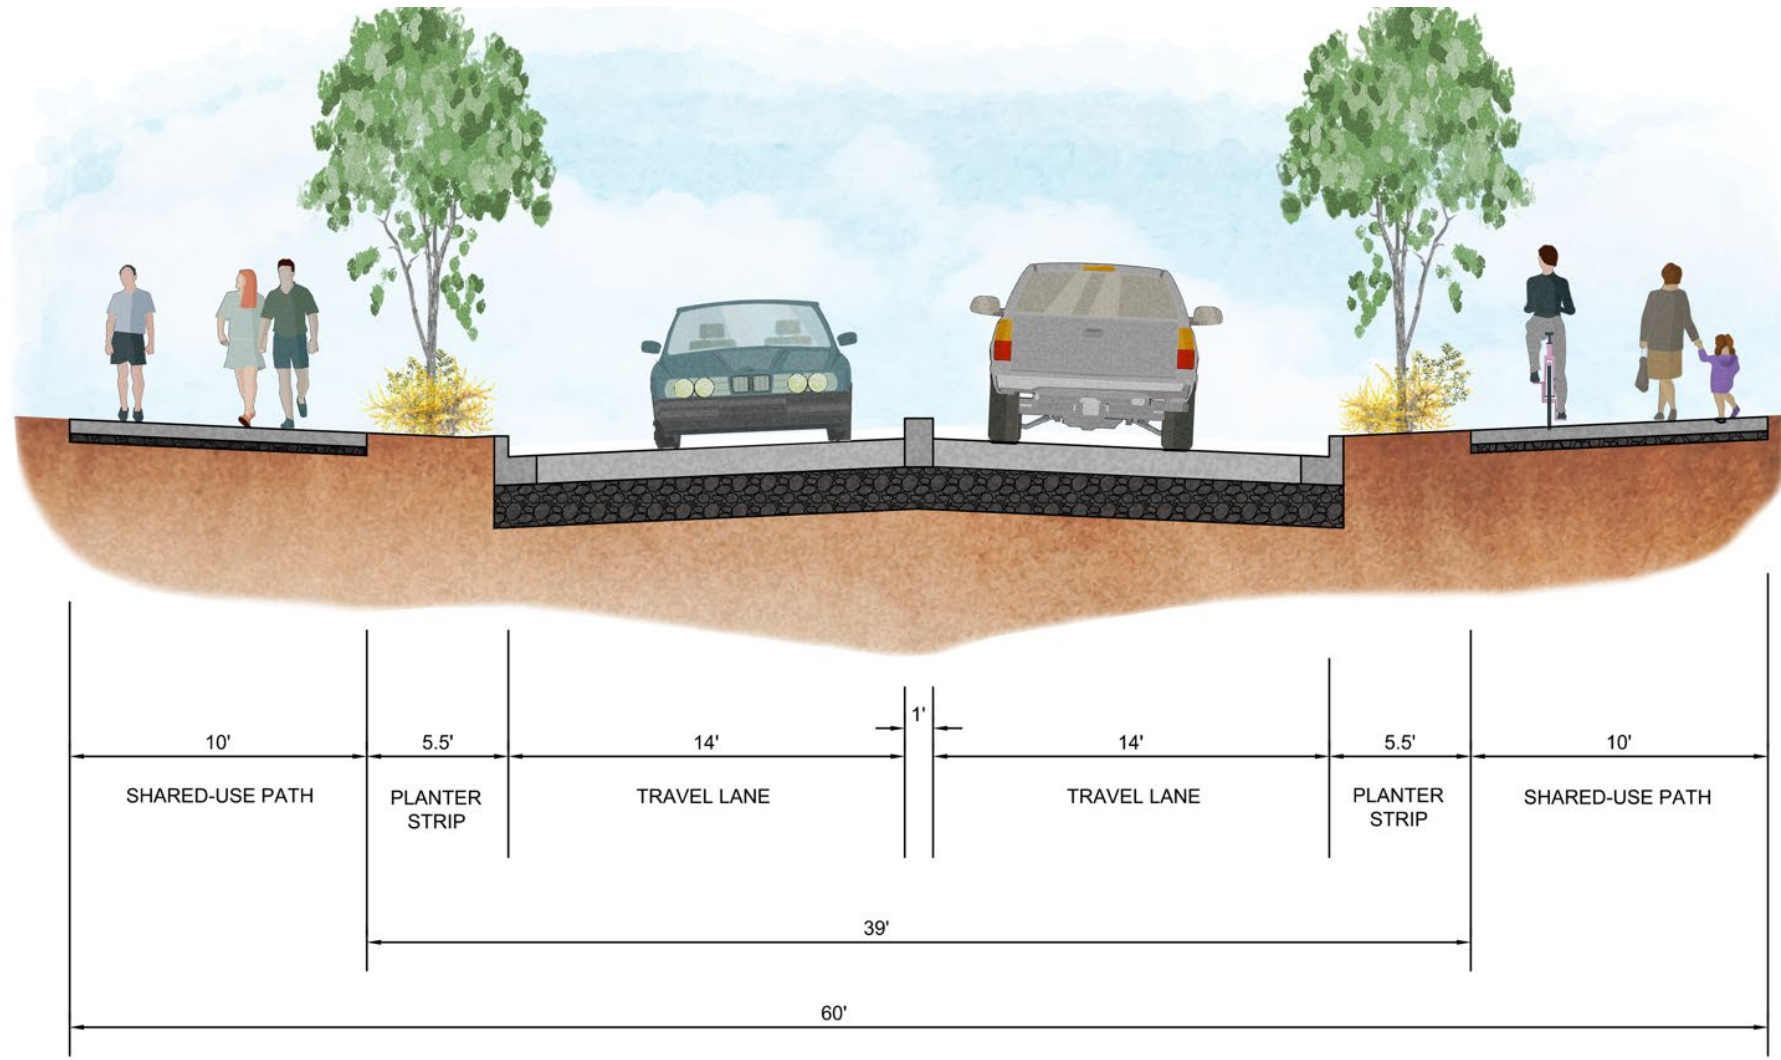 1'
10'
5.5'
14'
14'
5.5'
10'
SHARED-USE PATH
PLANTER
STRIP
TRAVEL LANE
TRAVEL LANE
PLANTER
STRIP
SHARED-USE PATH
39'
60'